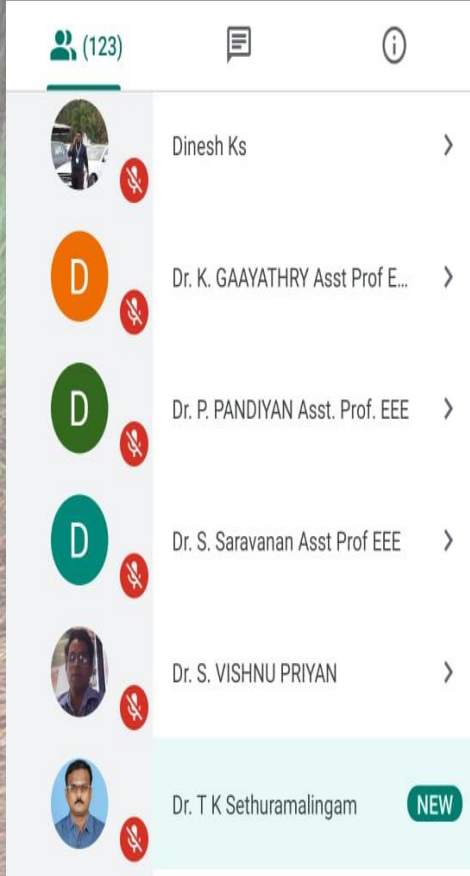 (123)
Dinesh Ks
D
Dr. K. GAAYATHRY Asst Prof E...
D
Dr. P. PANDIYAN Asst. Prof. EEE
D
Dr. S. Saravanan Asst Prof EEE
Dr. S. VISHNU PRIYAN
Dr. T K Sethuramalingam NEW